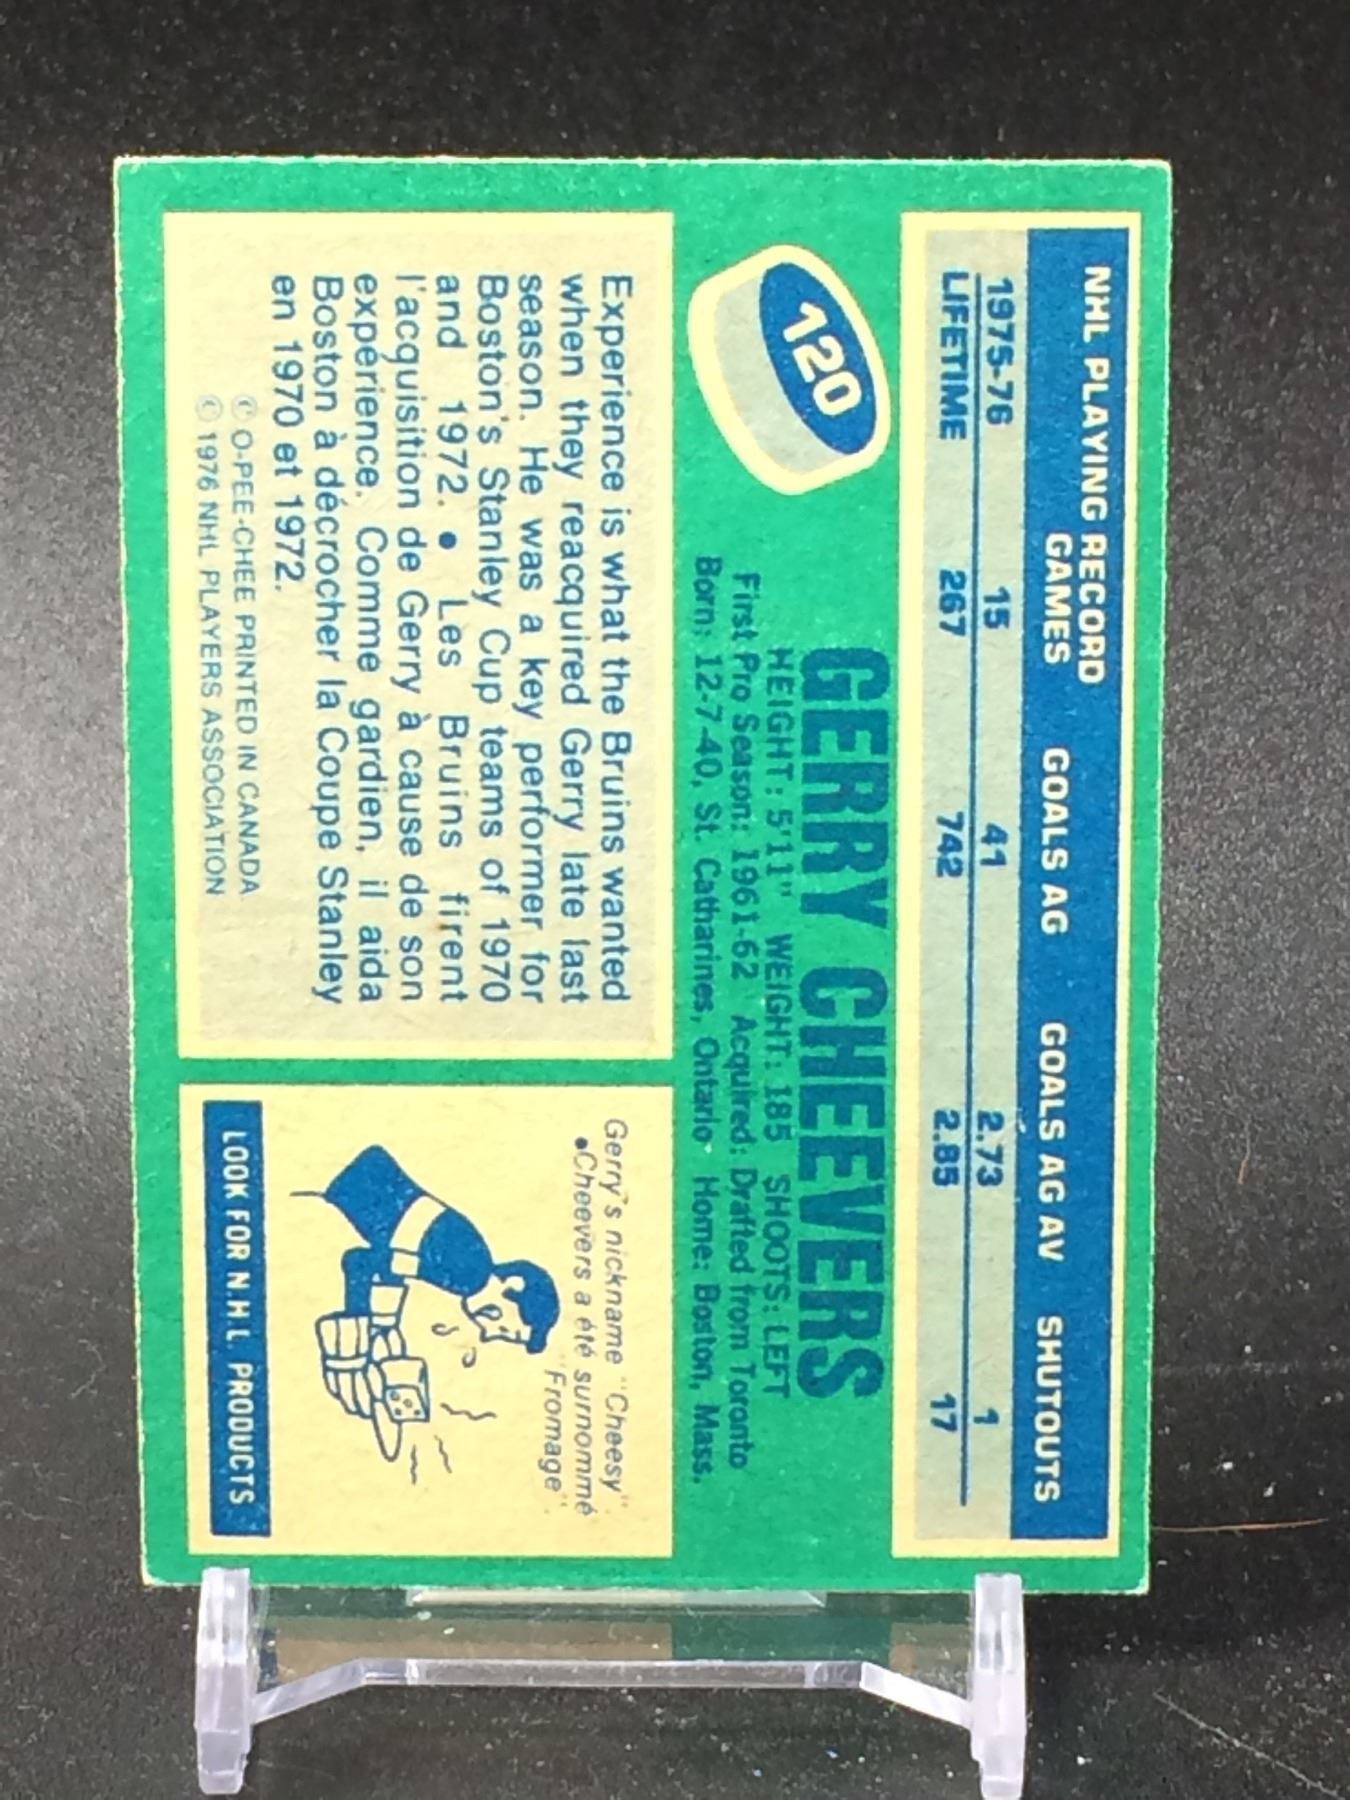 NHL PLAYING RECORD
GAMES GOALS AG GOALS AG AV SHUTOUTS
1975-76 15 41 2.73 1
LIFETIME 267 742 2.85 17
120
GERRY CHEEVERS
HEIGHT: 5'11" WEIGHT: 185 SHOOTS: LEFT
First Pro Season: 1961-62 Acquired: Drafted from Toronto
Born: 12-7-40, St. Catharines, Ontario Home: Boston, Mass.
Experience is what the Bruins wanted
when they reacquired Gerry late last
season. He was a key performer for
Boston's Stanley Cup teams of 1970
and 1972. • Les Bruins firent
l'acquisition de Gerry à cause de son
experience. Comme gardien, il aida
Boston à décrocher la Coupe Stanley
en 1970 et 1972.
© O-PEE-CHEE PRINTED IN CANADA
© 1976 NHL PLAYERS ASSOCIATION
Gerry's nickname "Cheesy".
•Cheevers a été surnommé
"Fromage".
LOOK FOR N.H.L. PRODUCTS